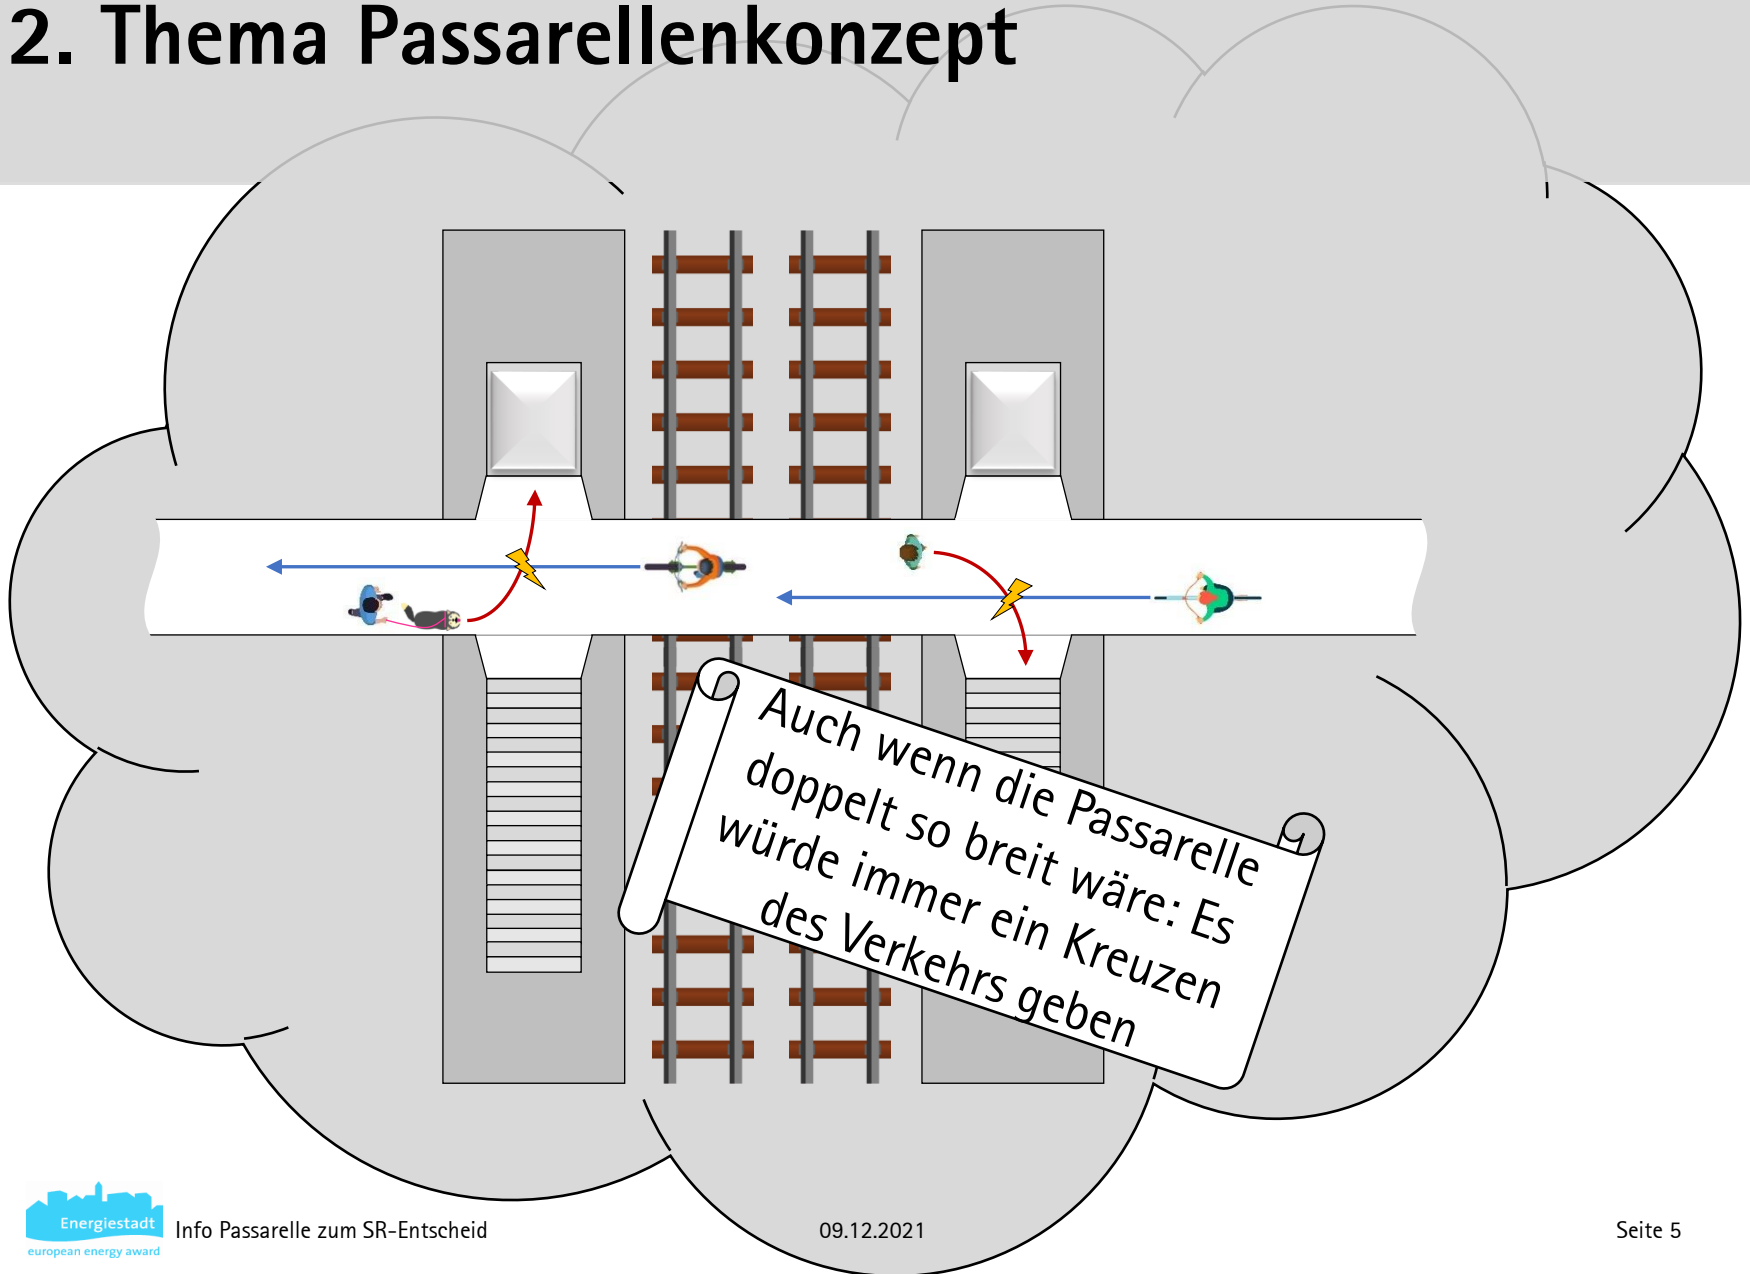 2. Thema Passarellenkonzept
Auch wenn die Passarelle
doppelt so breit wäre: Es
würde immer ein Kreuzen
des Verkehrs geben
Energiestadt
european energy award
Info Passarelle zum SR-Entscheid
09.12.2021
Seite 5